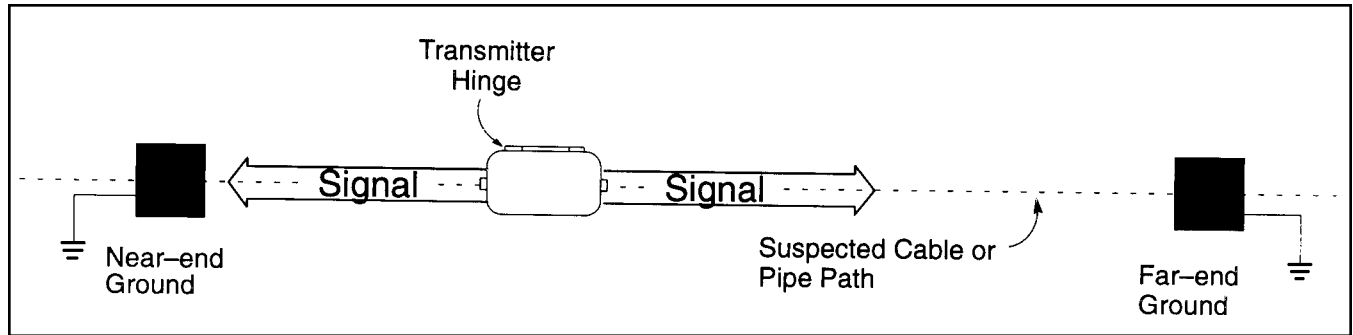 Transmitter
Hinge
Signal
Signal
Near–end
Ground
Suspected Cable or
Pipe Path
Far–end
Ground